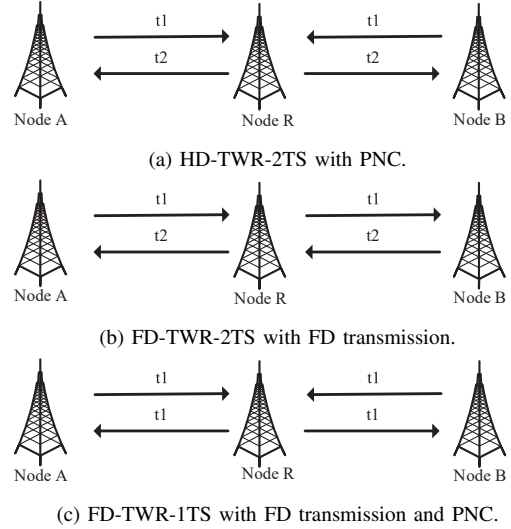 t1 t1
t2 t2
Node A Node R Node B
(a) HD-TWR-2TS with PNC.
t1 t1
t2 t2
Node A Node R Node B
(b) FD-TWR-2TS with FD transmission.
t1 t1
t1 t1
Node A Node R Node B
(c) FD-TWR-1TS with FD transmission and PNC.